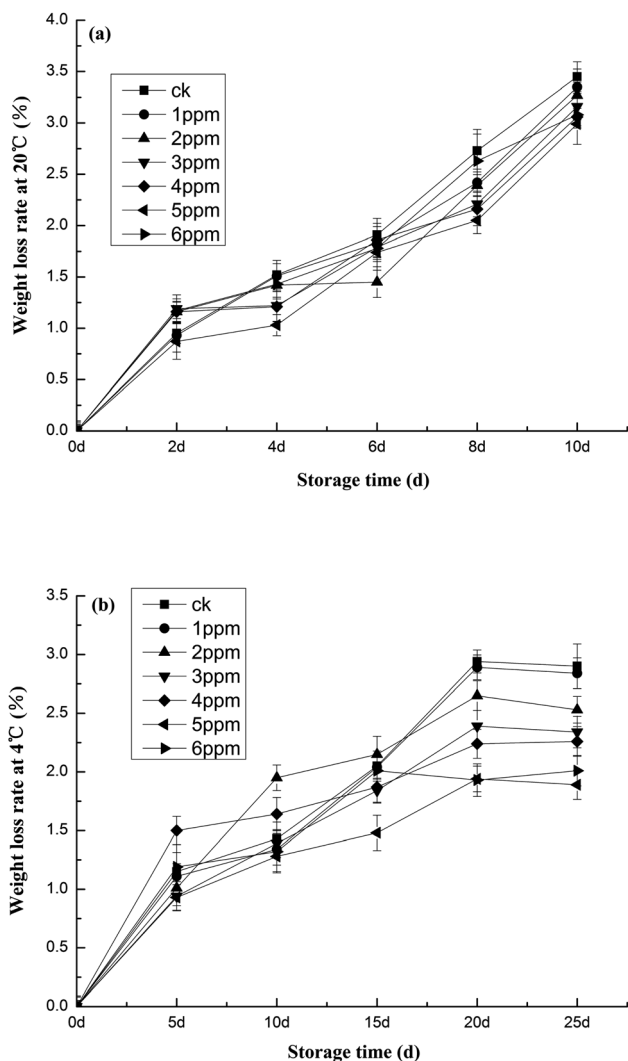 (a)
4.0
3.5
3.0
2.5
2.0
1.5
1.0
0.5
0.0
Weight loss rate at 20℃ (%)
ck
1ppm
2ppm
3ppm
4ppm
5ppm
6ppm
0d 2d 4d 6d 8d 10d
Storage time (d)
(b)
3.5
3.0
2.5
2.0
1.5
1.0
0.5
0.0
Weight loss rate at 4℃ (%)
ck
1ppm
2ppm
3ppm
4ppm
5ppm
6ppm
0d 5d 10d 15d 20d 25d
Storage time (d)